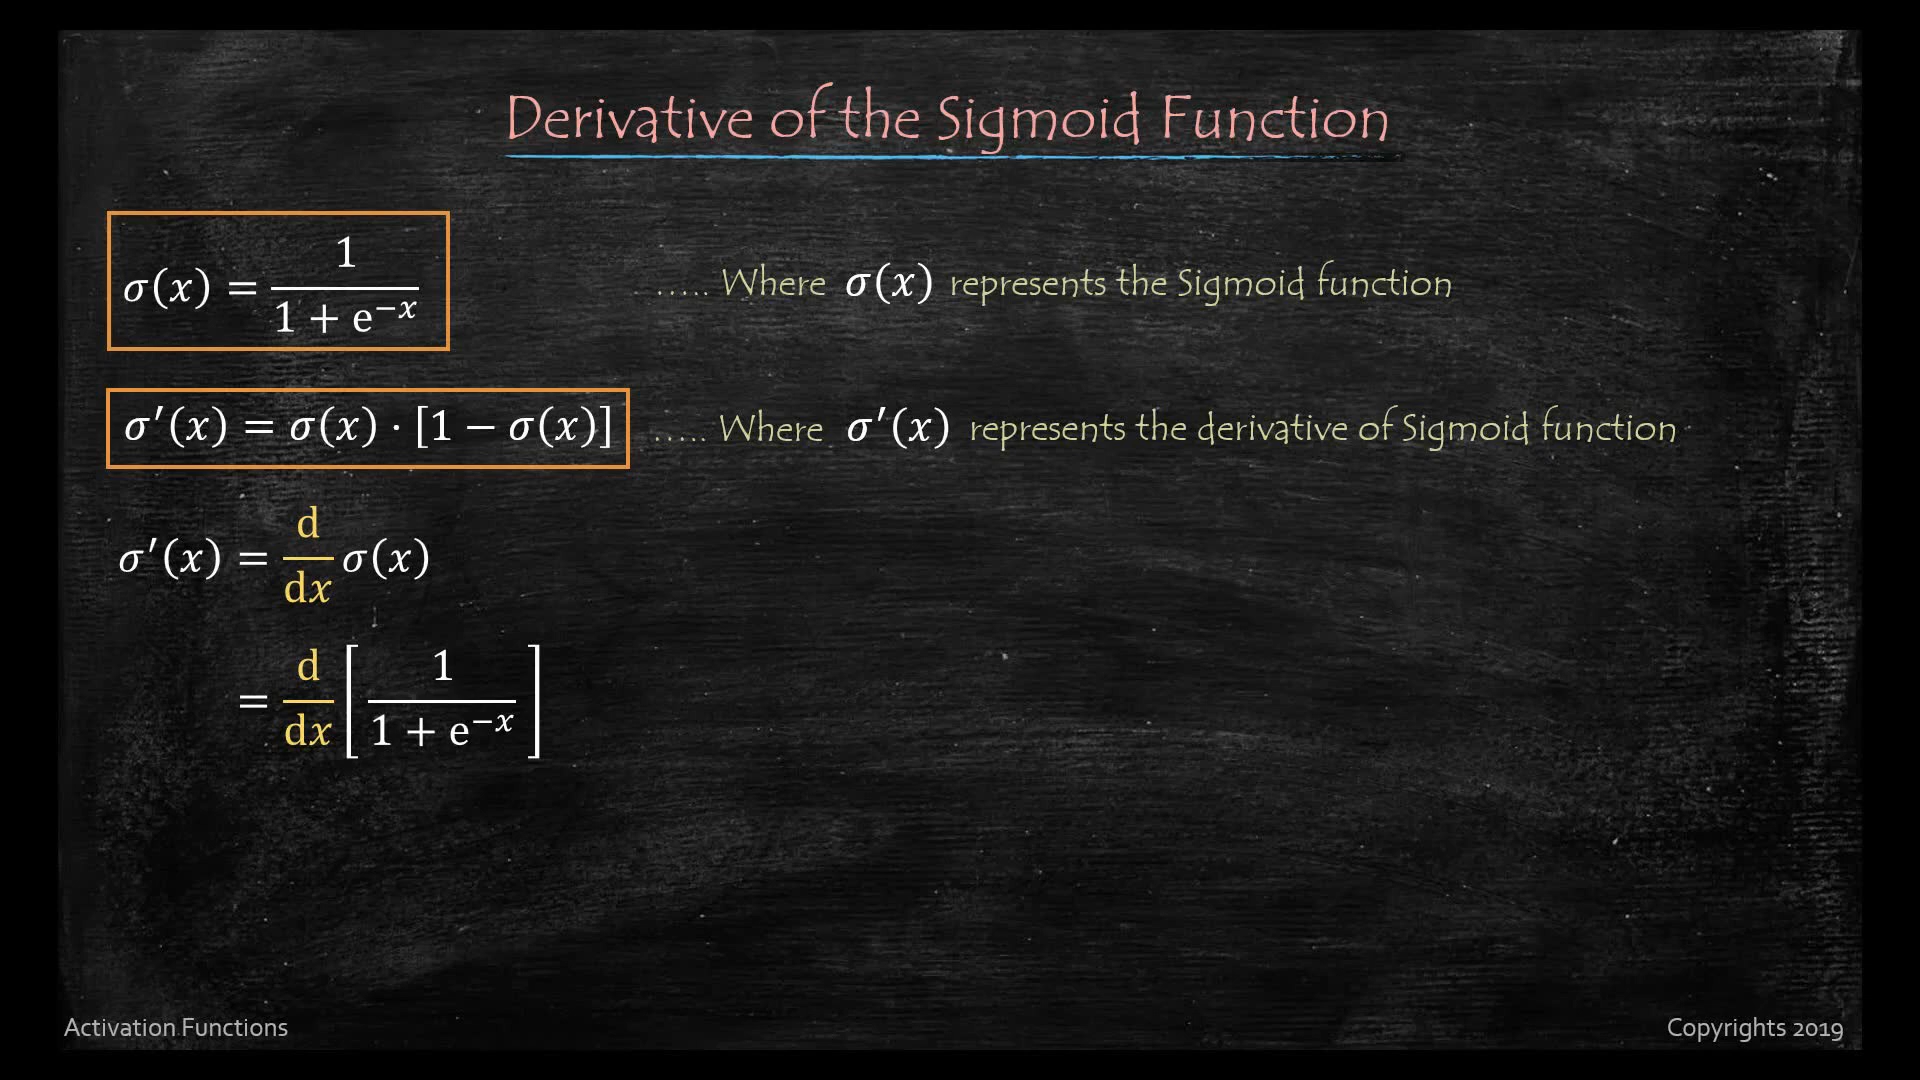 Derivative of the Sigmoid Function
σ(x) = 1 / (1 + e^−x) ..... Where σ(x) represents the Sigmoid function
σ′(x) = σ(x) · [1 − σ(x)] ..... Where σ′(x) represents the derivative of Sigmoid function
σ′(x) = d/dx σ(x)
= d/dx [1 / (1 + e^−x)]
Activation Functions
Copyrights 2019